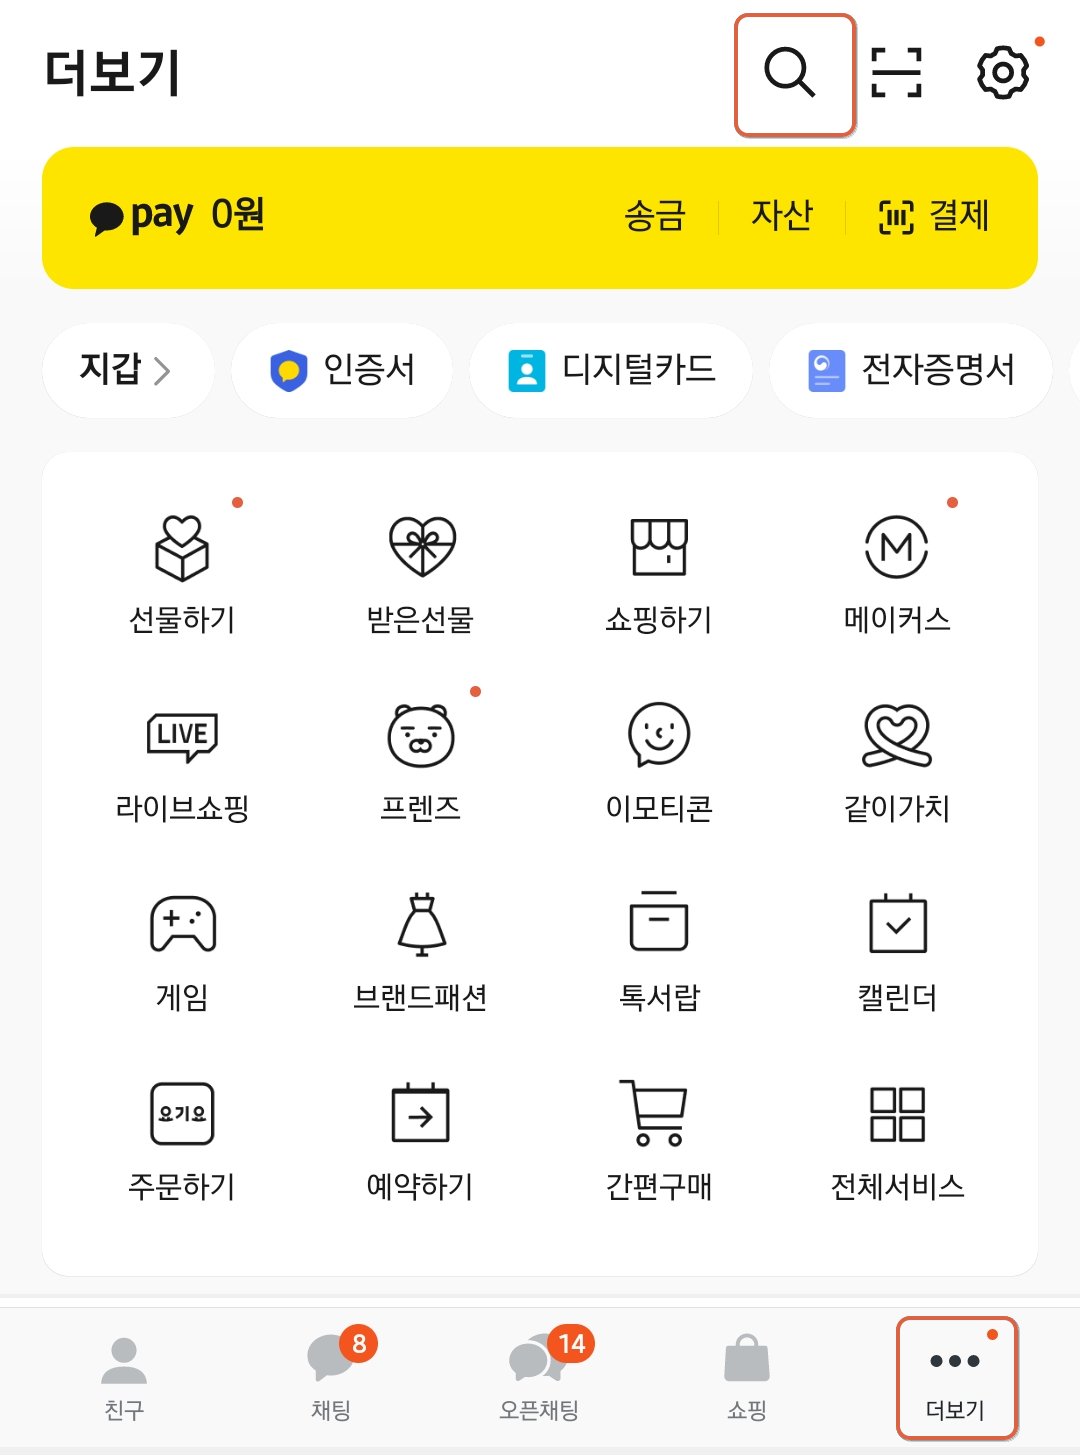 더보기
pay 0원 송금 자산 결제
지갑 인증서 디지털카드 전자증명서
선물하기 받은선물 쇼핑하기 메이커스
LIVE
라이브쇼핑 프렌즈 이모티콘 같이가치
게임 브랜드패션 톡서랍 캘린더
요기요
주문하기 예약하기 간편구매 전체서비스
8 14
친구 채팅 오픈채팅 쇼핑 더보기